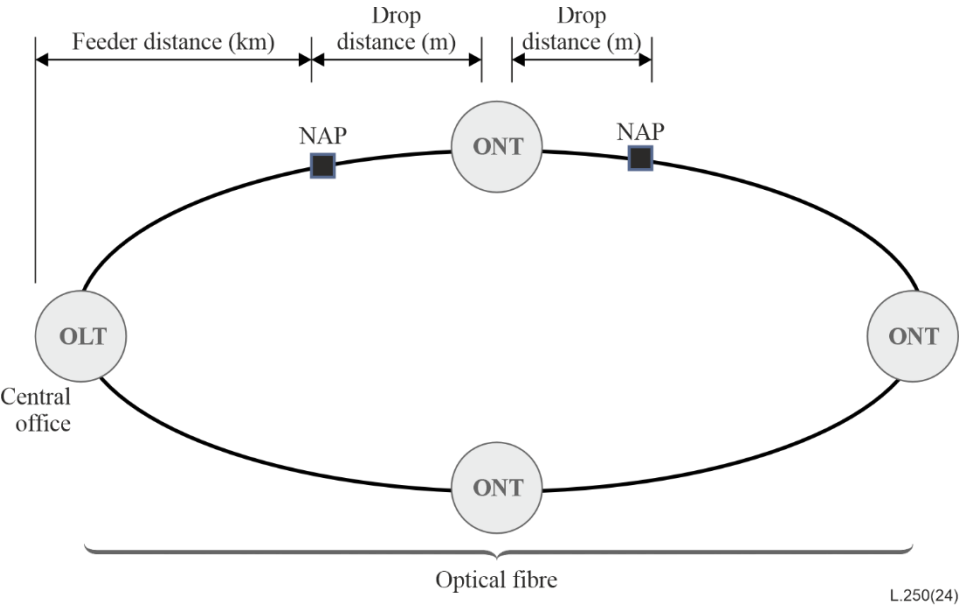 Drop
distance (m)
Drop
distance (m)
Feeder distance (km)
NAP
ONT
NAP
OLT
ONT
Central
office
ONT
Optical fibre
L.250(24)